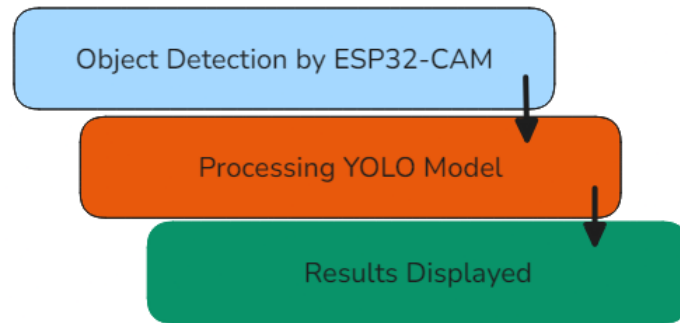 Object Detection by ESP32-CAM
Processing YOLO Model
Results Displayed